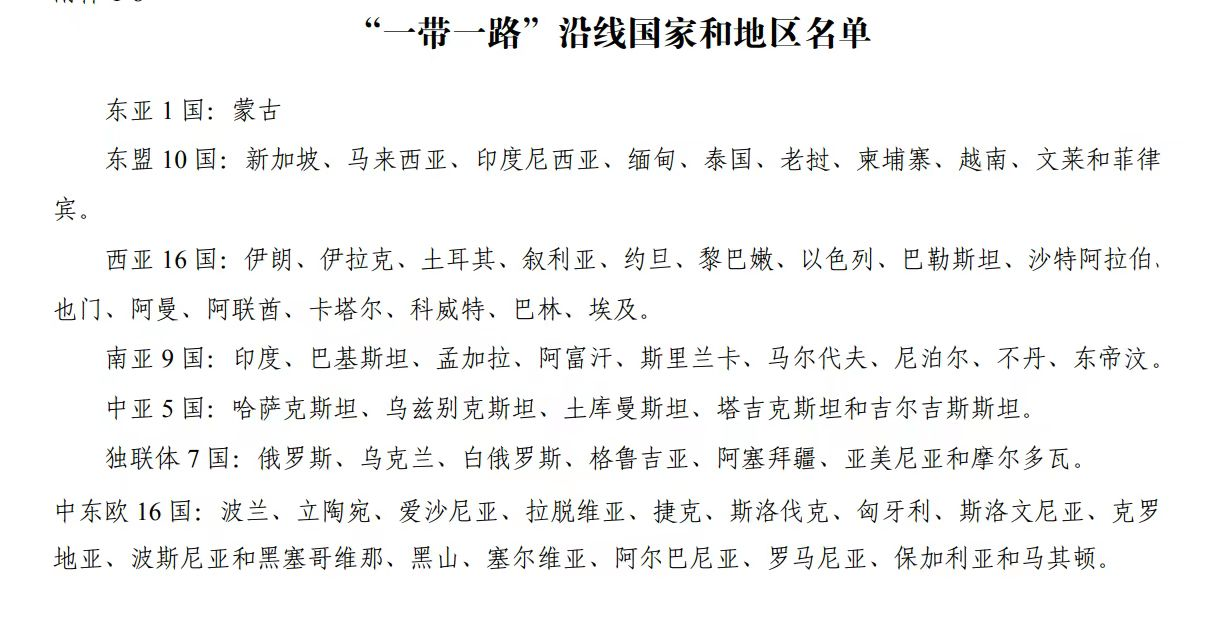 “一带一路”沿线国家和地区名单
东亚 1 国：蒙古
东盟 10 国：新加坡、马来西亚、印度尼西亚、缅甸、泰国、老挝、柬埔寨、越南、文莱和菲律
宾。
西亚 16 国：伊朗、伊拉克、土耳其、叙利亚、约旦、黎巴嫩、以色列、巴勒斯坦、沙特阿拉伯、
也门、阿曼、阿联酋、卡塔尔、科威特、巴林、埃及。
南亚 9 国：印度、巴基斯坦、孟加拉、阿富汗、斯里兰卡、马尔代夫、尼泊尔、不丹、东帝汶。
中亚 5 国：哈萨克斯坦、乌兹别克斯坦、土库曼斯坦、塔吉克斯坦和吉尔吉斯斯坦。
独联体 7 国：俄罗斯、乌克兰、白俄罗斯、格鲁吉亚、阿塞拜疆、亚美尼亚和摩尔多瓦。
中东欧 16 国：波兰、立陶宛、爱沙尼亚、拉脱维亚、捷克、斯洛伐克、匈牙利、斯洛文尼亚、克罗
地亚、波斯尼亚和黑塞哥维那、黑山、塞尔维亚、阿尔巴尼亚、罗马尼亚、保加利亚和马其顿。